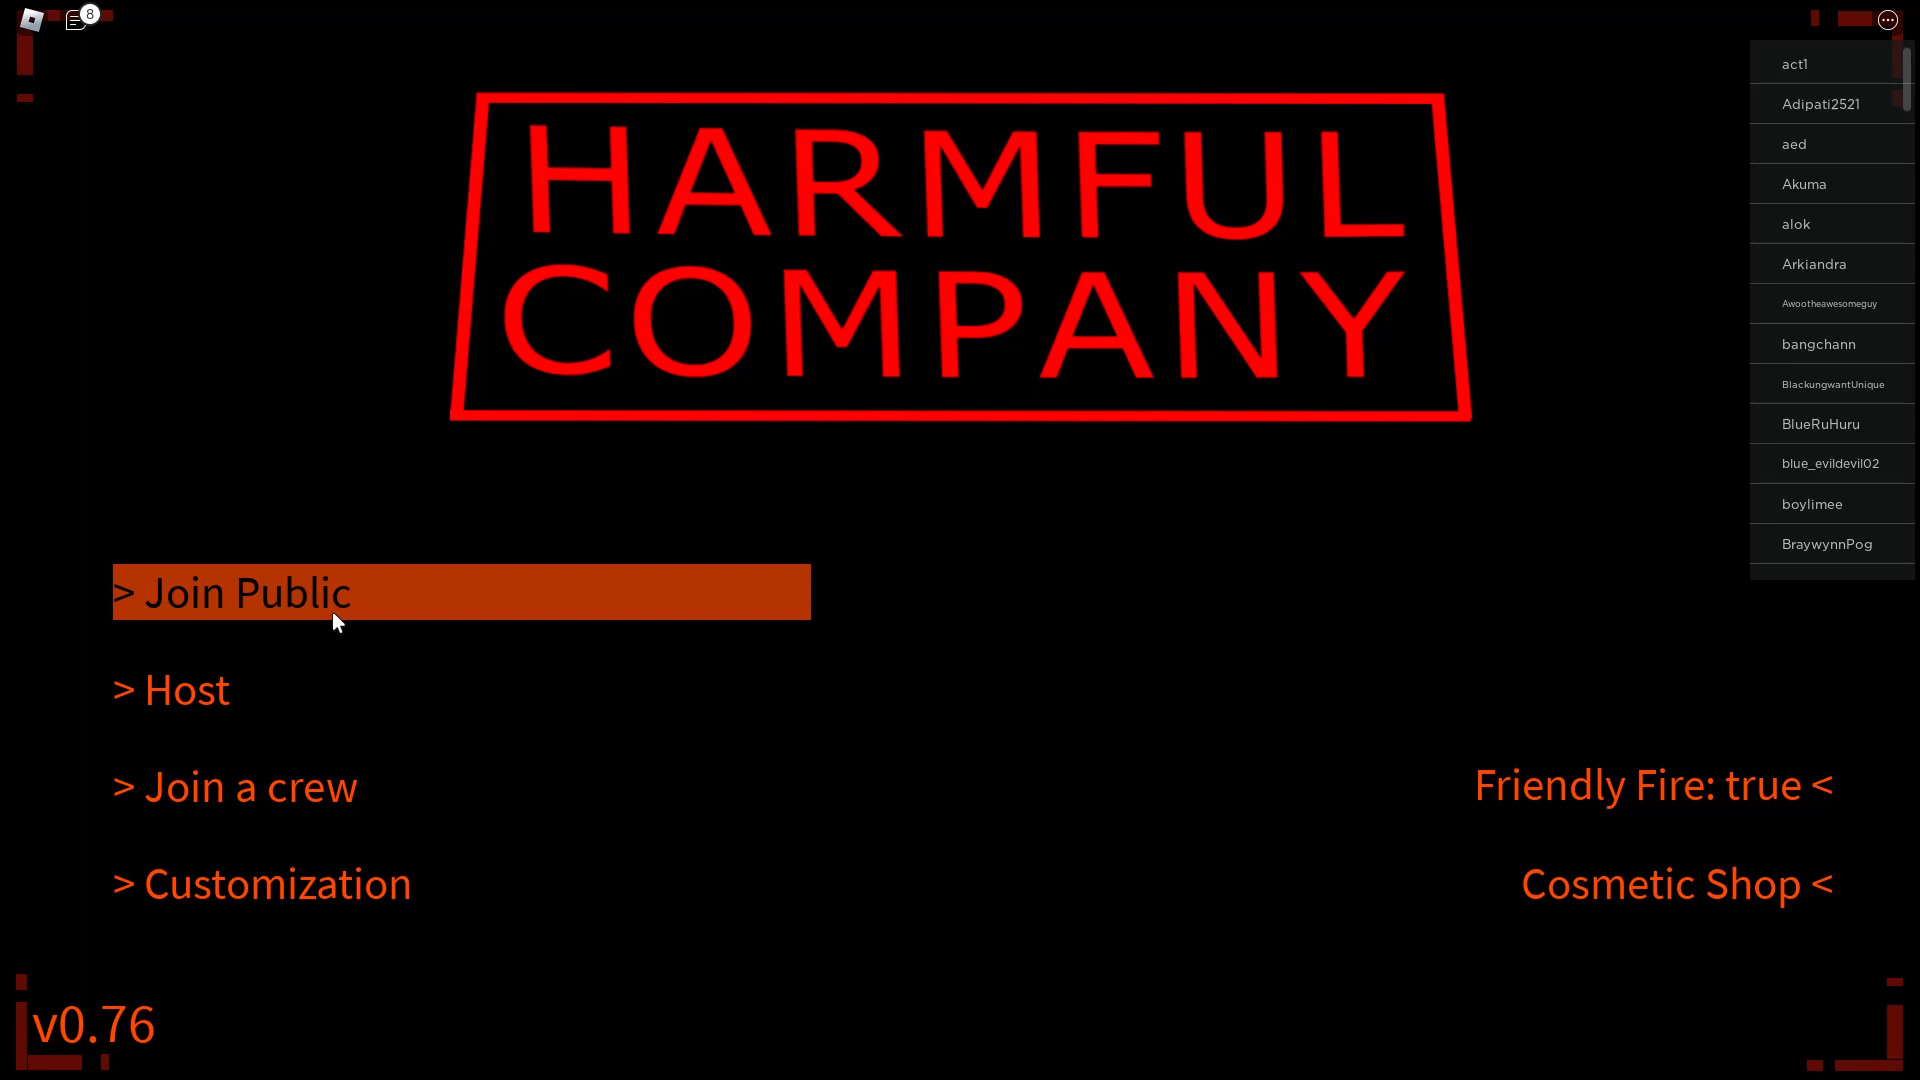 8
HARMFUL
COMPANY
act1
Adipati2521
aed
Akuma
alok
Arkiandra
Awootheawesomeguy
bangchann
BlackungwantUnique
BlueRuHuru
blue_evildevil02
boylimee
BraywynnPog
> Join Public
> Host
> Join a crew
> Customization
Friendly Fire: true <
Cosmetic Shop <
v0.76